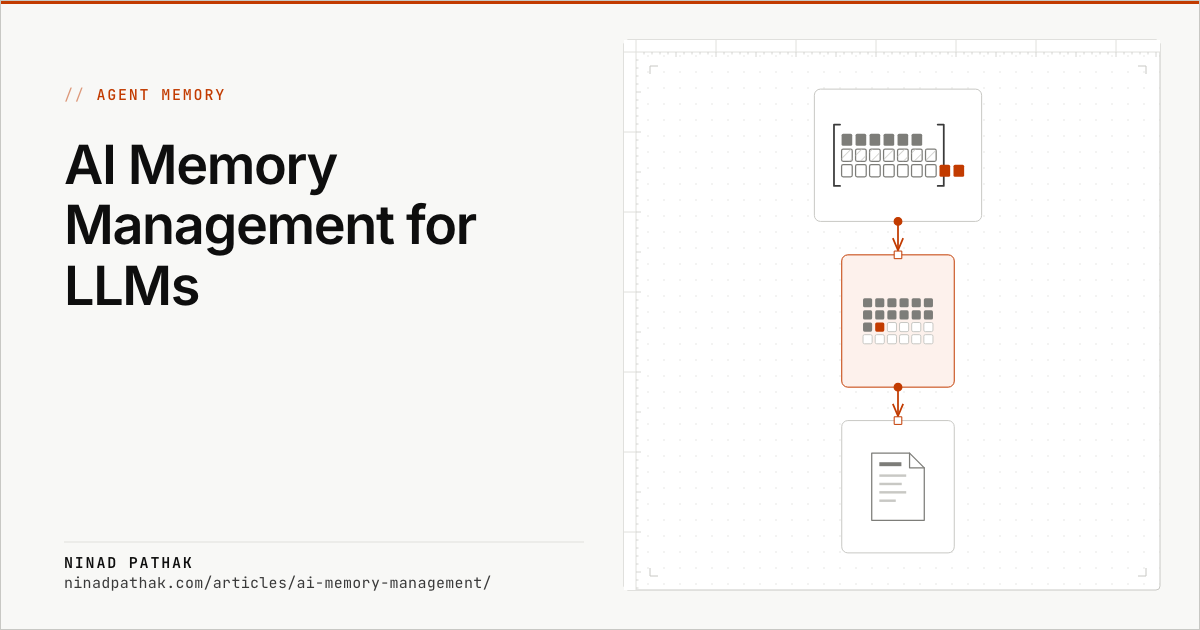 // AGENT MEMORY
AI Memory
Management for
LLMs
NINAD PATHAK
ninadpathak.com/articles/ai-memory-management/